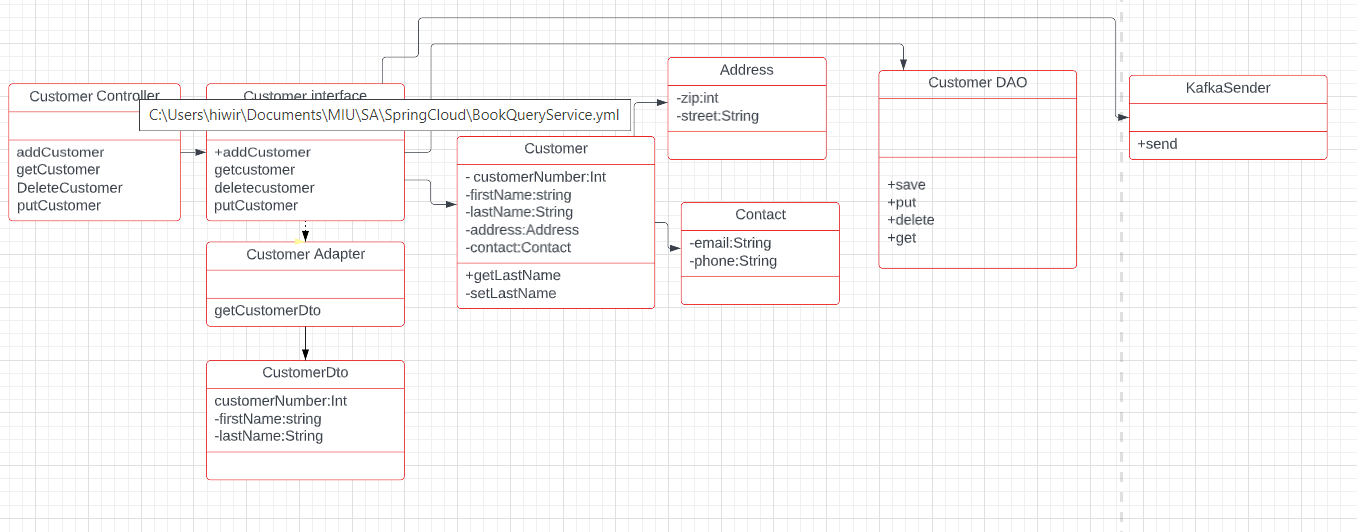 Customer Controller
addCustomer
getCustomer
DeleteCustomer
putCustomer
Customer interface
C:\Users\hiwir\Documents\MIU\SA\SpringCloud\BookQueryService.yml
+addCustomer
getcustomer
deletecustomer
putCustomer
Customer Adapter
getCustomerDto
CustomerDto
customerNumber:Int
-firstName:string
-lastName:String
Customer
- customerNumber:Int
-firstName:string
-lastName:String
-address:Address
-contact:Contact
+getLastName
-setLastName
Address
-zip:int
-street:String
Contact
-email:String
-phone:String
Customer DAO
+save
+put
+delete
+get
KafkaSender
+send